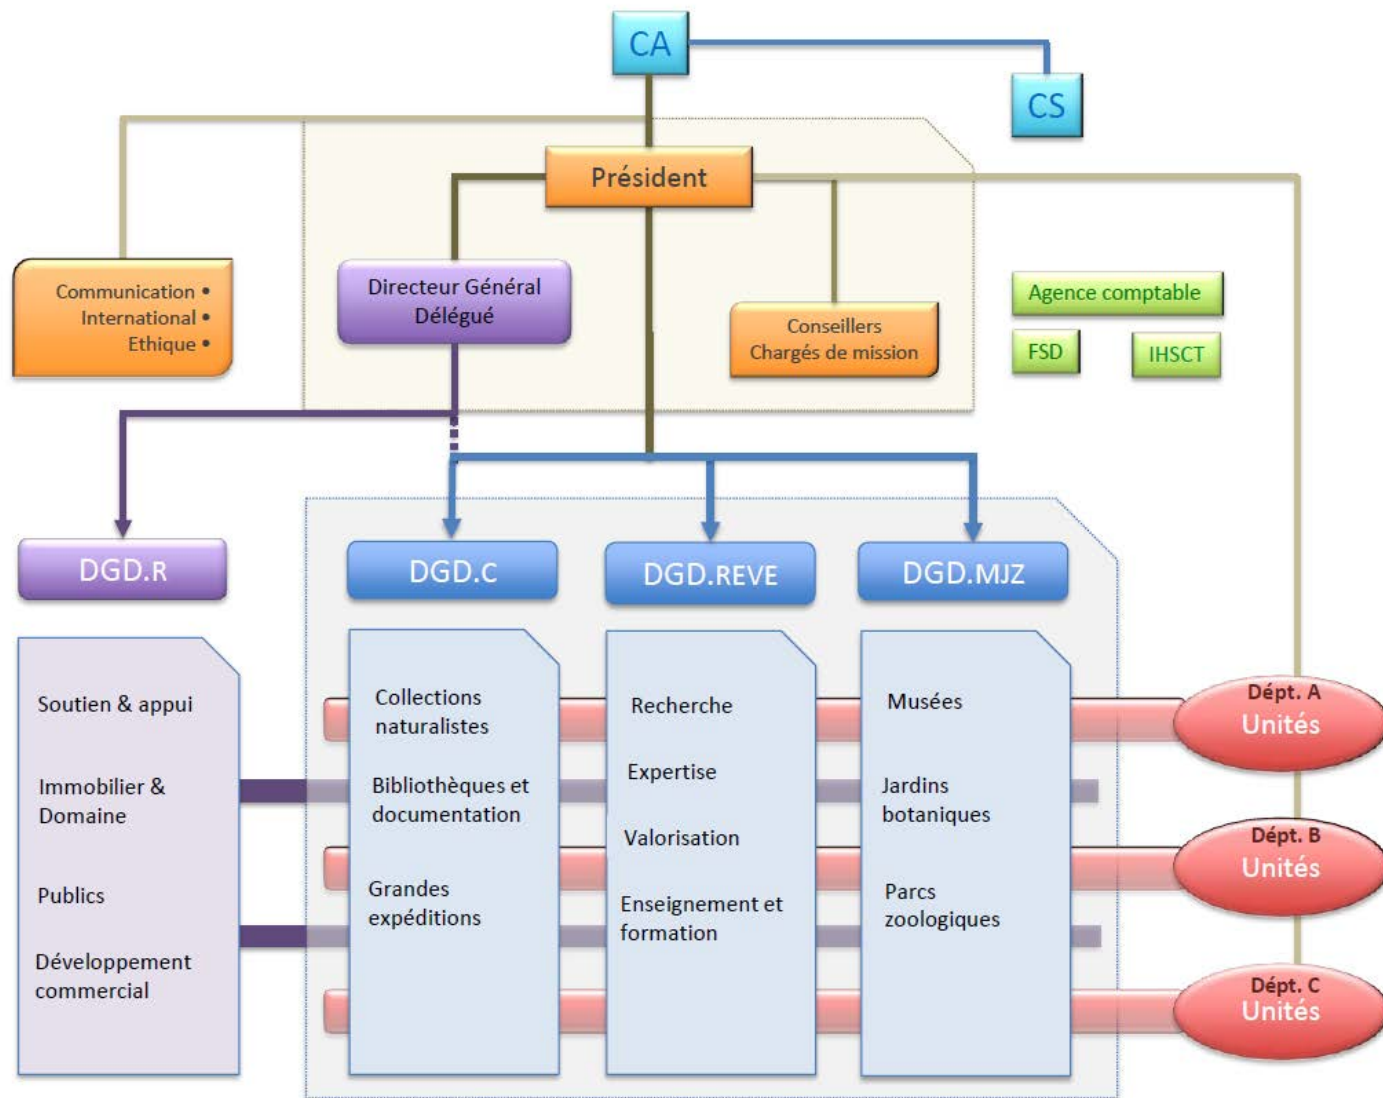 CA
CS
Président
Communication •
International •
Ethique •
Directeur Général
Délégué
Conseillers
Chargés de mission
Agence comptable
FSD
IHSCT
DGD.R
DGD.C
DGD.REVE
DGD.MJZ
Soutien & appui
Immobilier &
Domaine
Publics
Développement
commercial
Collections
naturalistes
Bibliothèques et
documentation
Grandes
expéditions
Recherche
Expertise
Valorisation
Enseignement et
formation
Musées
Jardins
botaniques
Parcs
zoologiques
Dépt. A
Unités
Dépt. B
Unités
Dépt. C
Unités